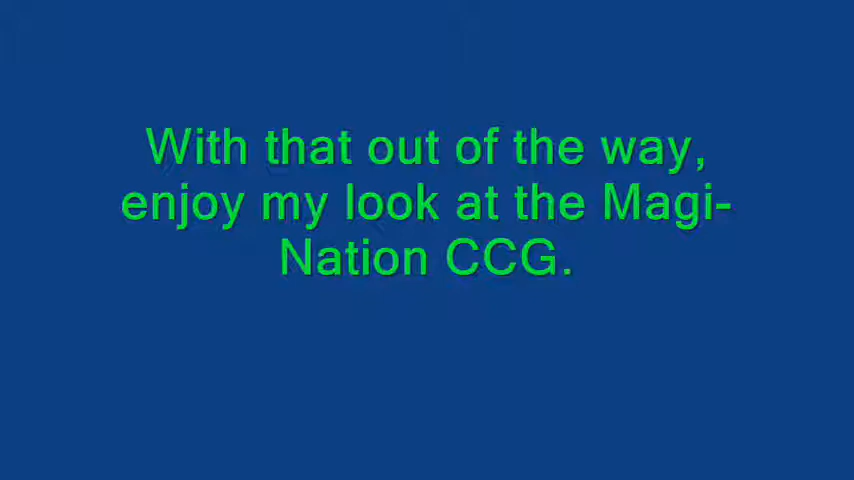 With that out of the way,
enjoy my look at the Magi-
Nation CCG.